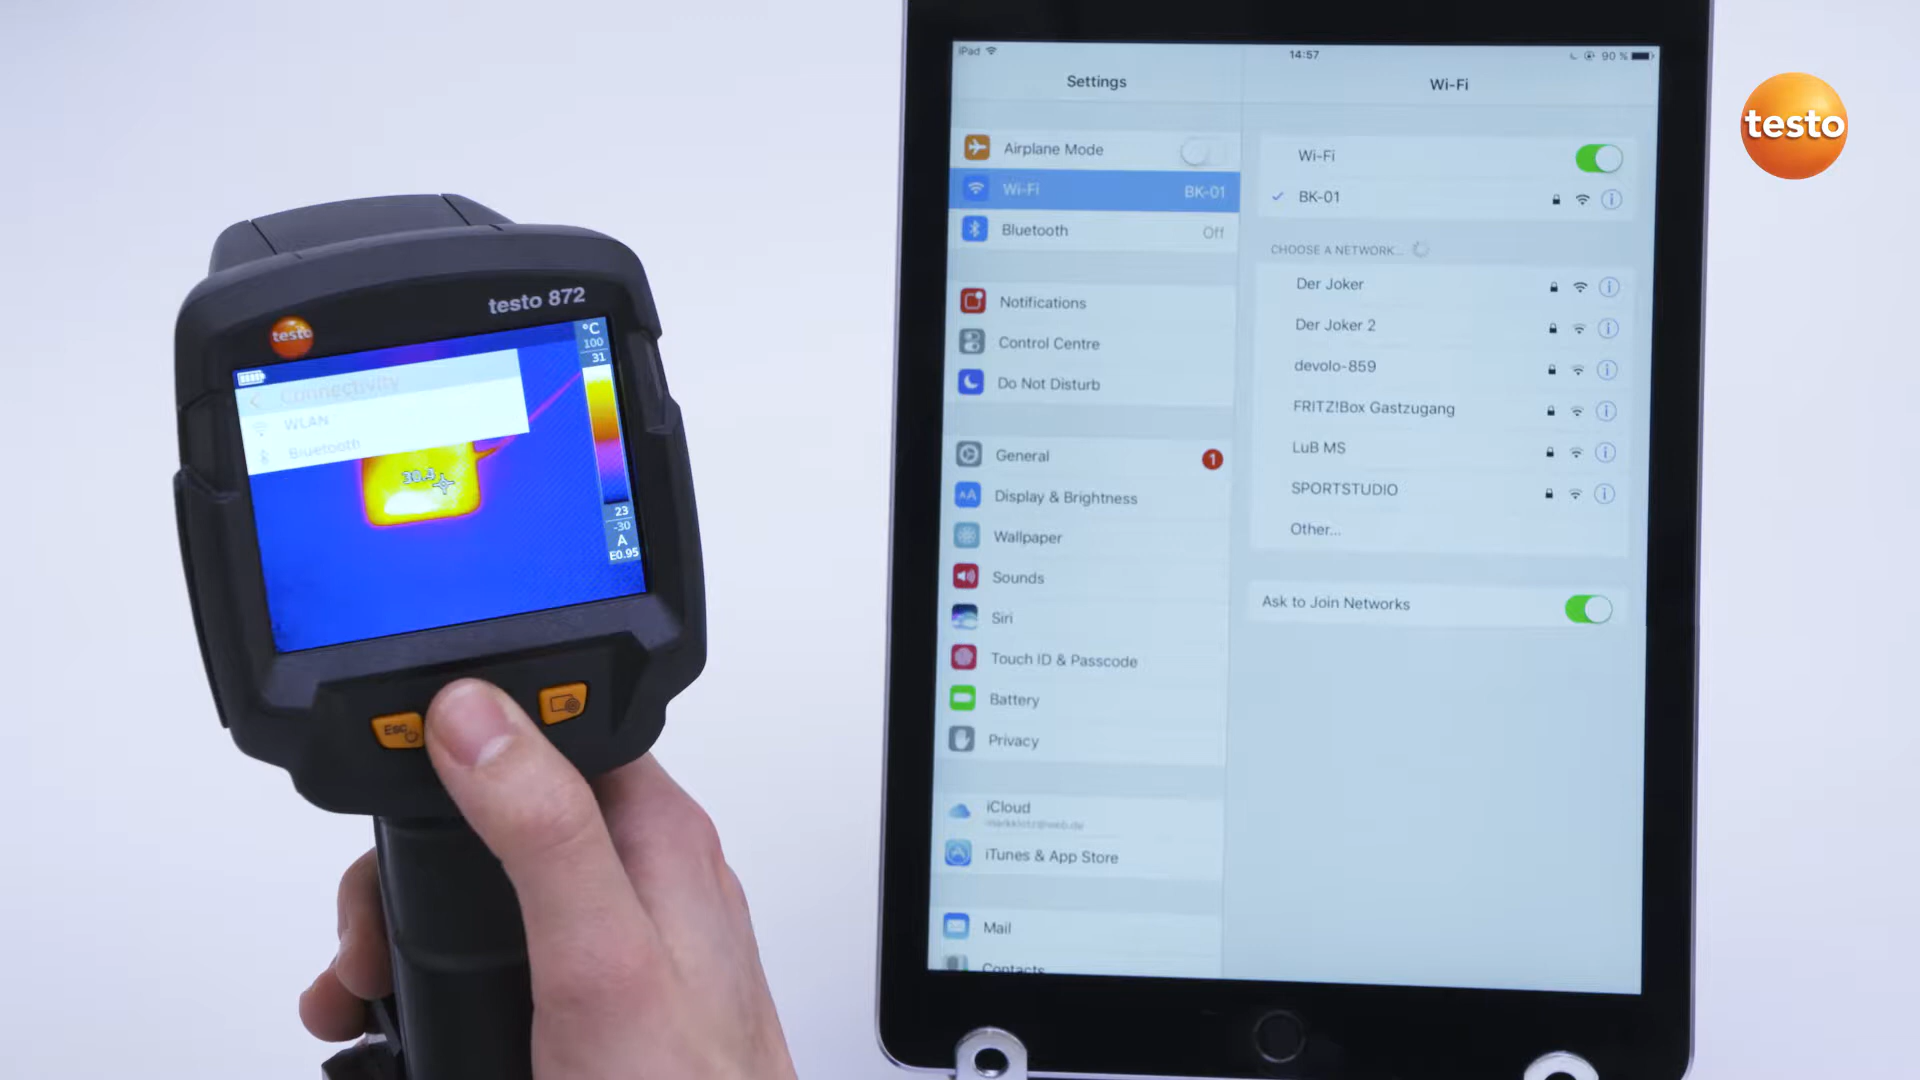 testo 872
testo
°C
100
31
Connectivity
WLAN
Bluetooth
30.3
23
-30
A
E0.95
Esc
iPad
14:57
90 %
Settings
Wi-Fi
Airplane Mode
Wi-Fi BK-01
Bluetooth Off
Notifications
Control Centre
Do Not Disturb
General 1
AA Display & Brightness
Wallpaper
Sounds
Siri
Touch ID & Passcode
Battery
Privacy
iCloud
iTunes & App Store
Mail
Contacts
Wi-Fi
BK-01
CHOOSE A NETWORK...
Der Joker
Der Joker 2
devolo-859
FRITZ!Box Gastzugang
LuB MS
SPORTSTUDIO
Other...
Ask to Join Networks
testo